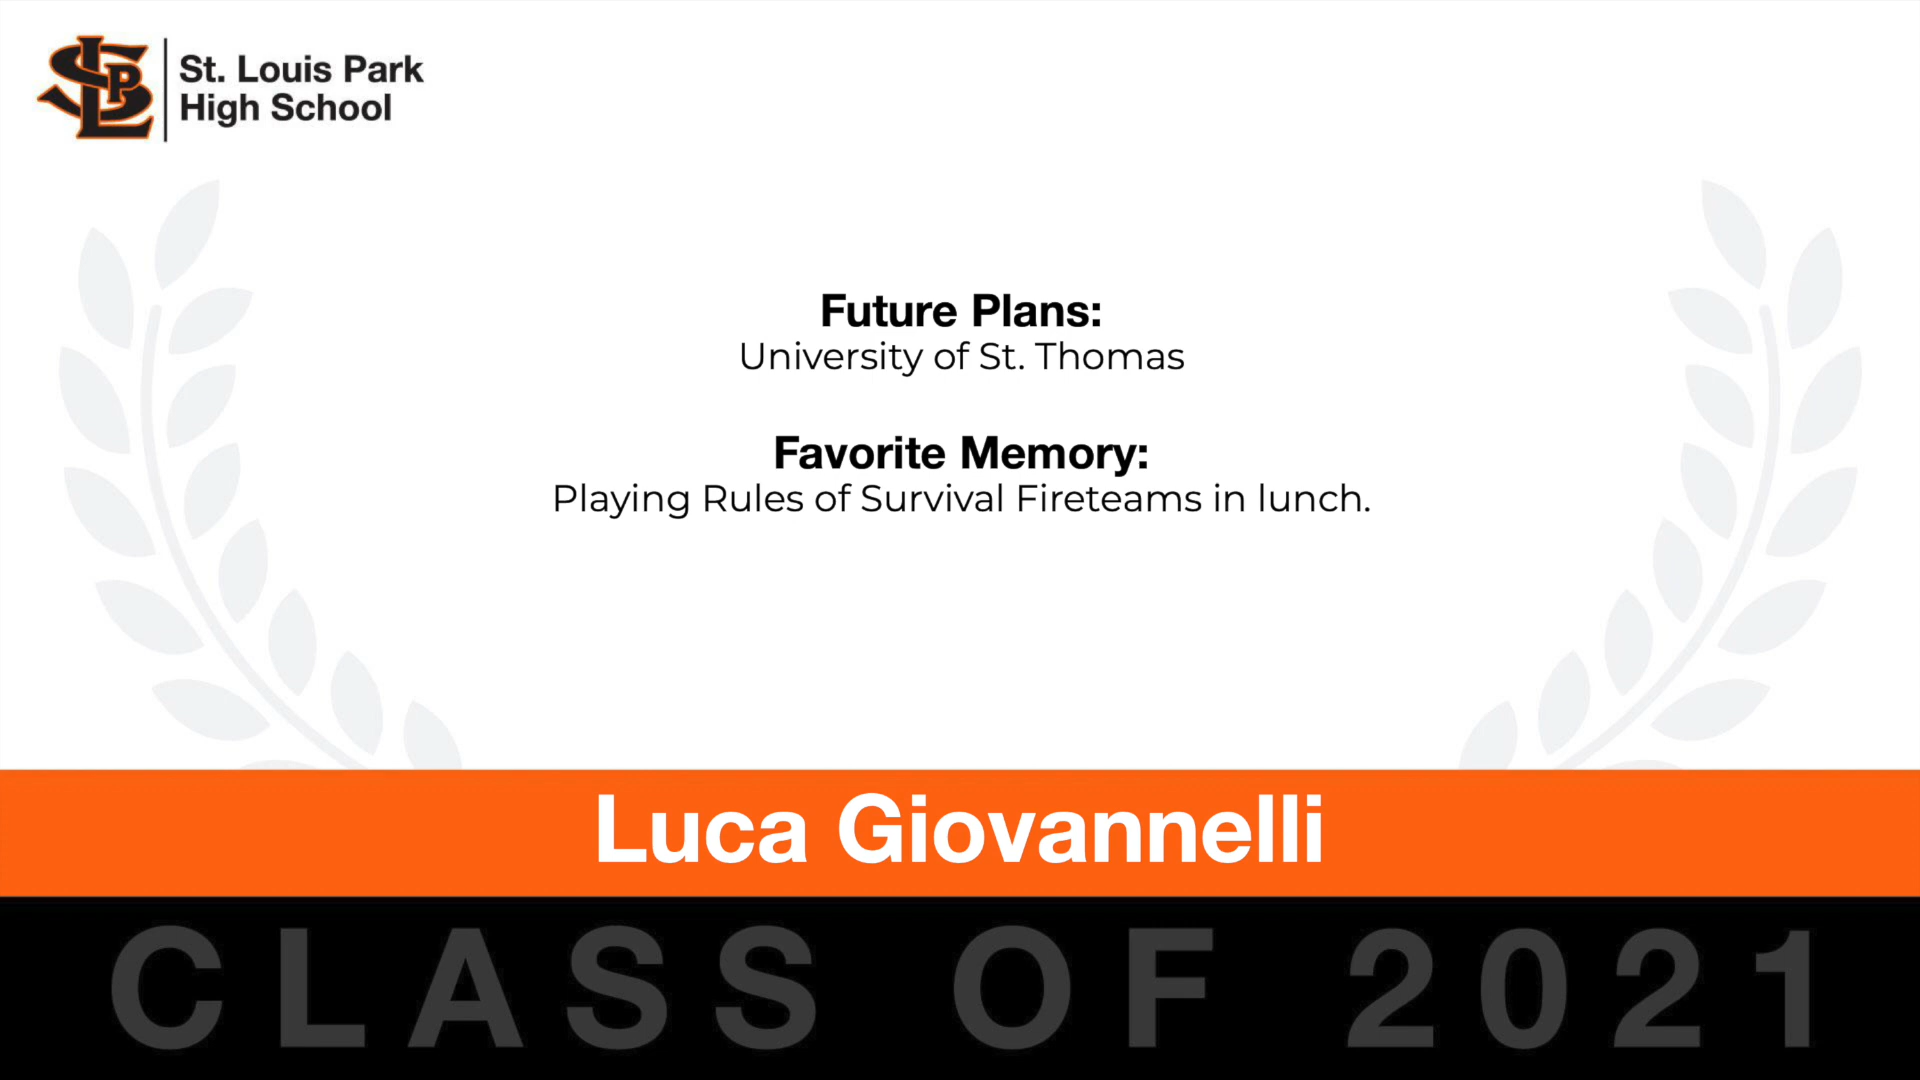 SLP
St. Louis Park
High School
Future Plans:
University of St. Thomas
Favorite Memory:
Playing Rules of Survival Fireteams in lunch.
Luca Giovannelli
CLASS OF 2021